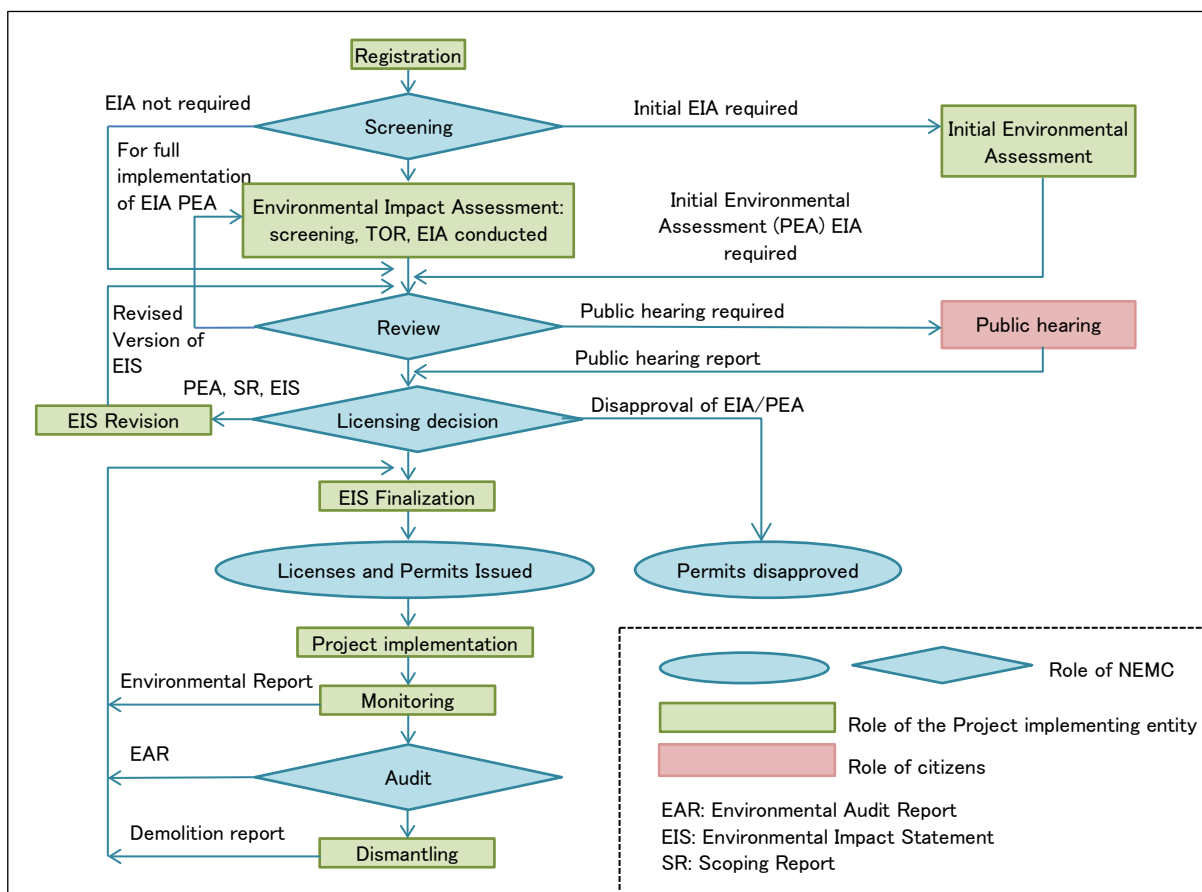 Registration
EIA not required
Initial EIA required
Screening
Initial Environmental
Assessment
For full
implementation
of EIA PEA
Environmental Impact Assessment:
screening, TOR, EIA conducted
Initial Environmental
Assessment (PEA) EIA
required
Revised
Version of
EIS
Review
Public hearing required
Public hearing
Public hearing report
PEA, SR, EIS
EIS Revision
Licensing decision
Disapproval of EIA/PEA
EIS Finalization
Licenses and Permits Issued
Permits disapproved
Project implementation
Environmental Report
Monitoring
EAR
Audit
Demolition report
Dismantling
Role of NEMC
Role of the Project implementing entity
Role of citizens
EAR: Environmental Audit Report
EIS: Environmental Impact Statement
SR: Scoping Report